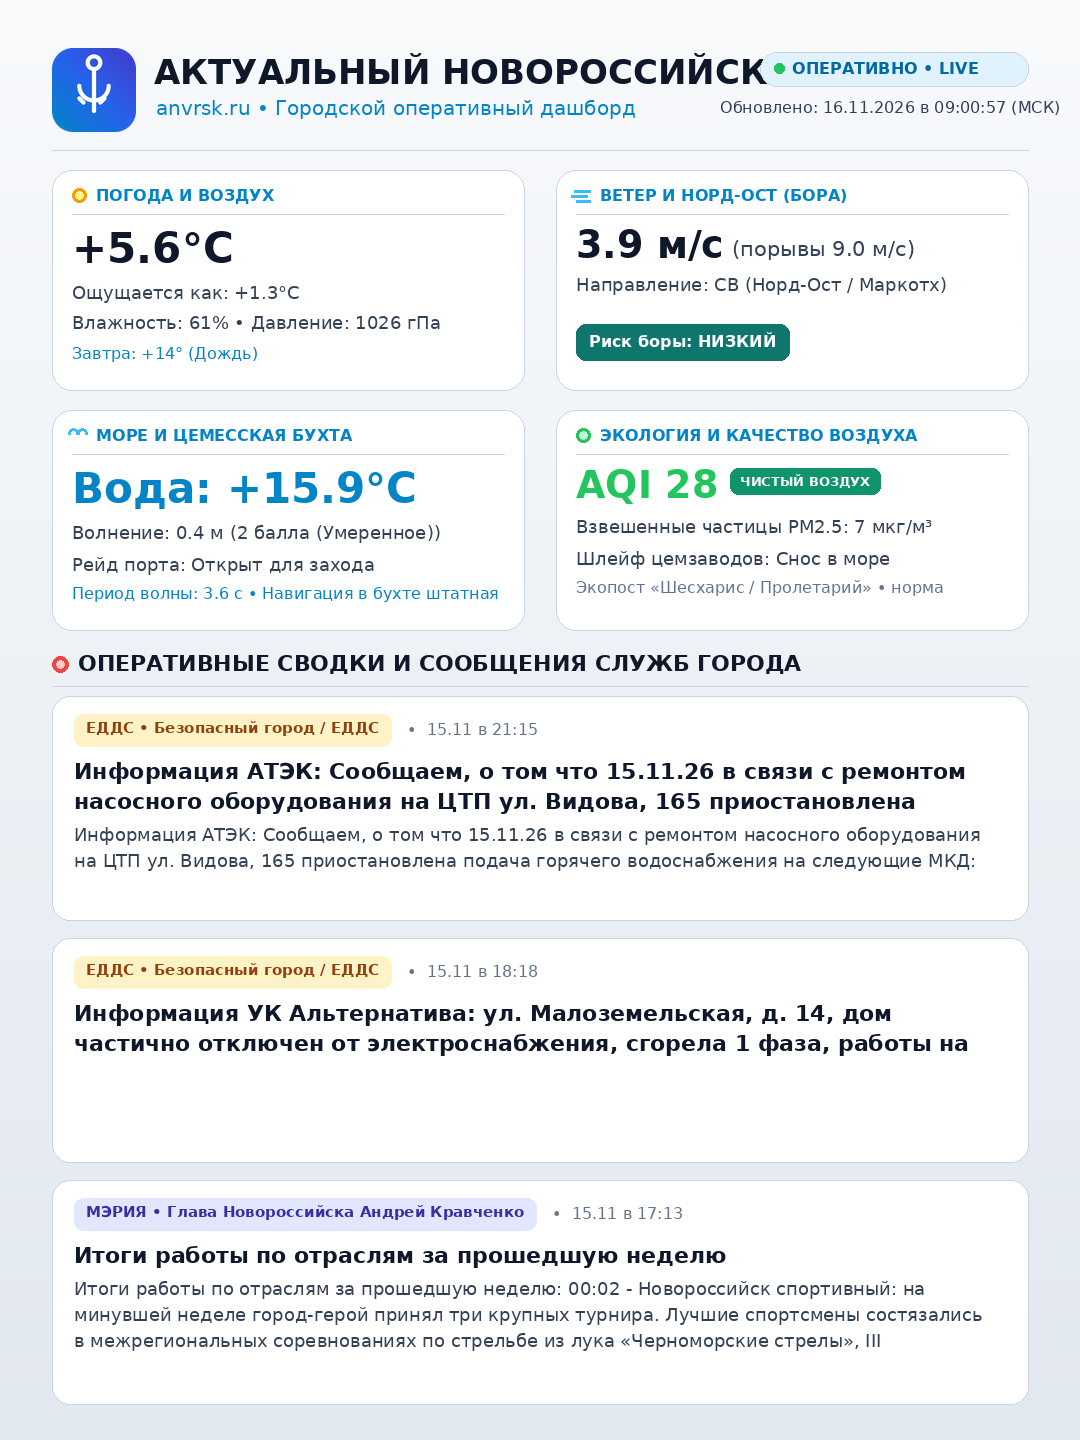 АКТУАЛЬНЫЙ НОВОРОССИЙСК
ОПЕРАТИВНО • LIVE
anvrsk.ru • Городской оперативный дашборд
Обновлено: 16.11.2026 в 09:00:57 (МСК)
ПОГОДА И ВОЗДУХ
+5.6°C
Ощущается как: +1.3°C
Влажность: 61% • Давление: 1026 гПа
Завтра: +14° (Дождь)
ВЕТЕР И НОРД-ОСТ (БОРА)
3.9 м/с (порывы 9.0 м/с)
Направление: СВ (Норд-Ост / Маркотх)
Риск боры: НИЗКИЙ
МОРЕ И ЦЕМЕССКАЯ БУХТА
Вода: +15.9°C
Волнение: 0.4 м (2 балла (Умеренное))
Рейд порта: Открыт для захода
Период волны: 3.6 с • Навигация в бухте штатная
ЭКОЛОГИЯ И КАЧЕСТВО ВОЗДУХА
AQI 28 ЧИСТЫЙ ВОЗДУХ
Взвешенные частицы PM2.5: 7 мкг/м³
Шлейф цемзаводов: Снос в море
Экопост «Шесхарис / Пролетарий» • норма
ОПЕРАТИВНЫЕ СВОДКИ И СООБЩЕНИЯ СЛУЖБ ГОРОДА
ЕДДС • Безопасный город / ЕДДС • 15.11 в 21:15
Информация АТЭК: Сообщаем, о том что 15.11.26 в связи с ремонтом
насосного оборудования на ЦТП ул. Видова, 165 приостановлена
Информация АТЭК: Сообщаем, о том что 15.11.26 в связи с ремонтом насосного оборудования
на ЦТП ул. Видова, 165 приостановлена подача горячего водоснабжения на следующие МКД:
ЕДДС • Безопасный город / ЕДДС • 15.11 в 18:18
Информация УК Альтернатива: ул. Малоземельская, д. 14, дом
частично отключен от электроснабжения, сгорела 1 фаза, работы на
МЭРИЯ • Глава Новороссийска Андрей Кравченко • 15.11 в 17:13
Итоги работы по отраслям за прошедшую неделю
Итоги работы по отраслям за прошедшую неделю: 00:02 - Новороссийск спортивный: на
минувшей неделе город-герой принял три крупных турнира. Лучшие спортсмены состязались
в межрегиональных соревнованиях по стрельбе из лука «Черноморские стрелы», III